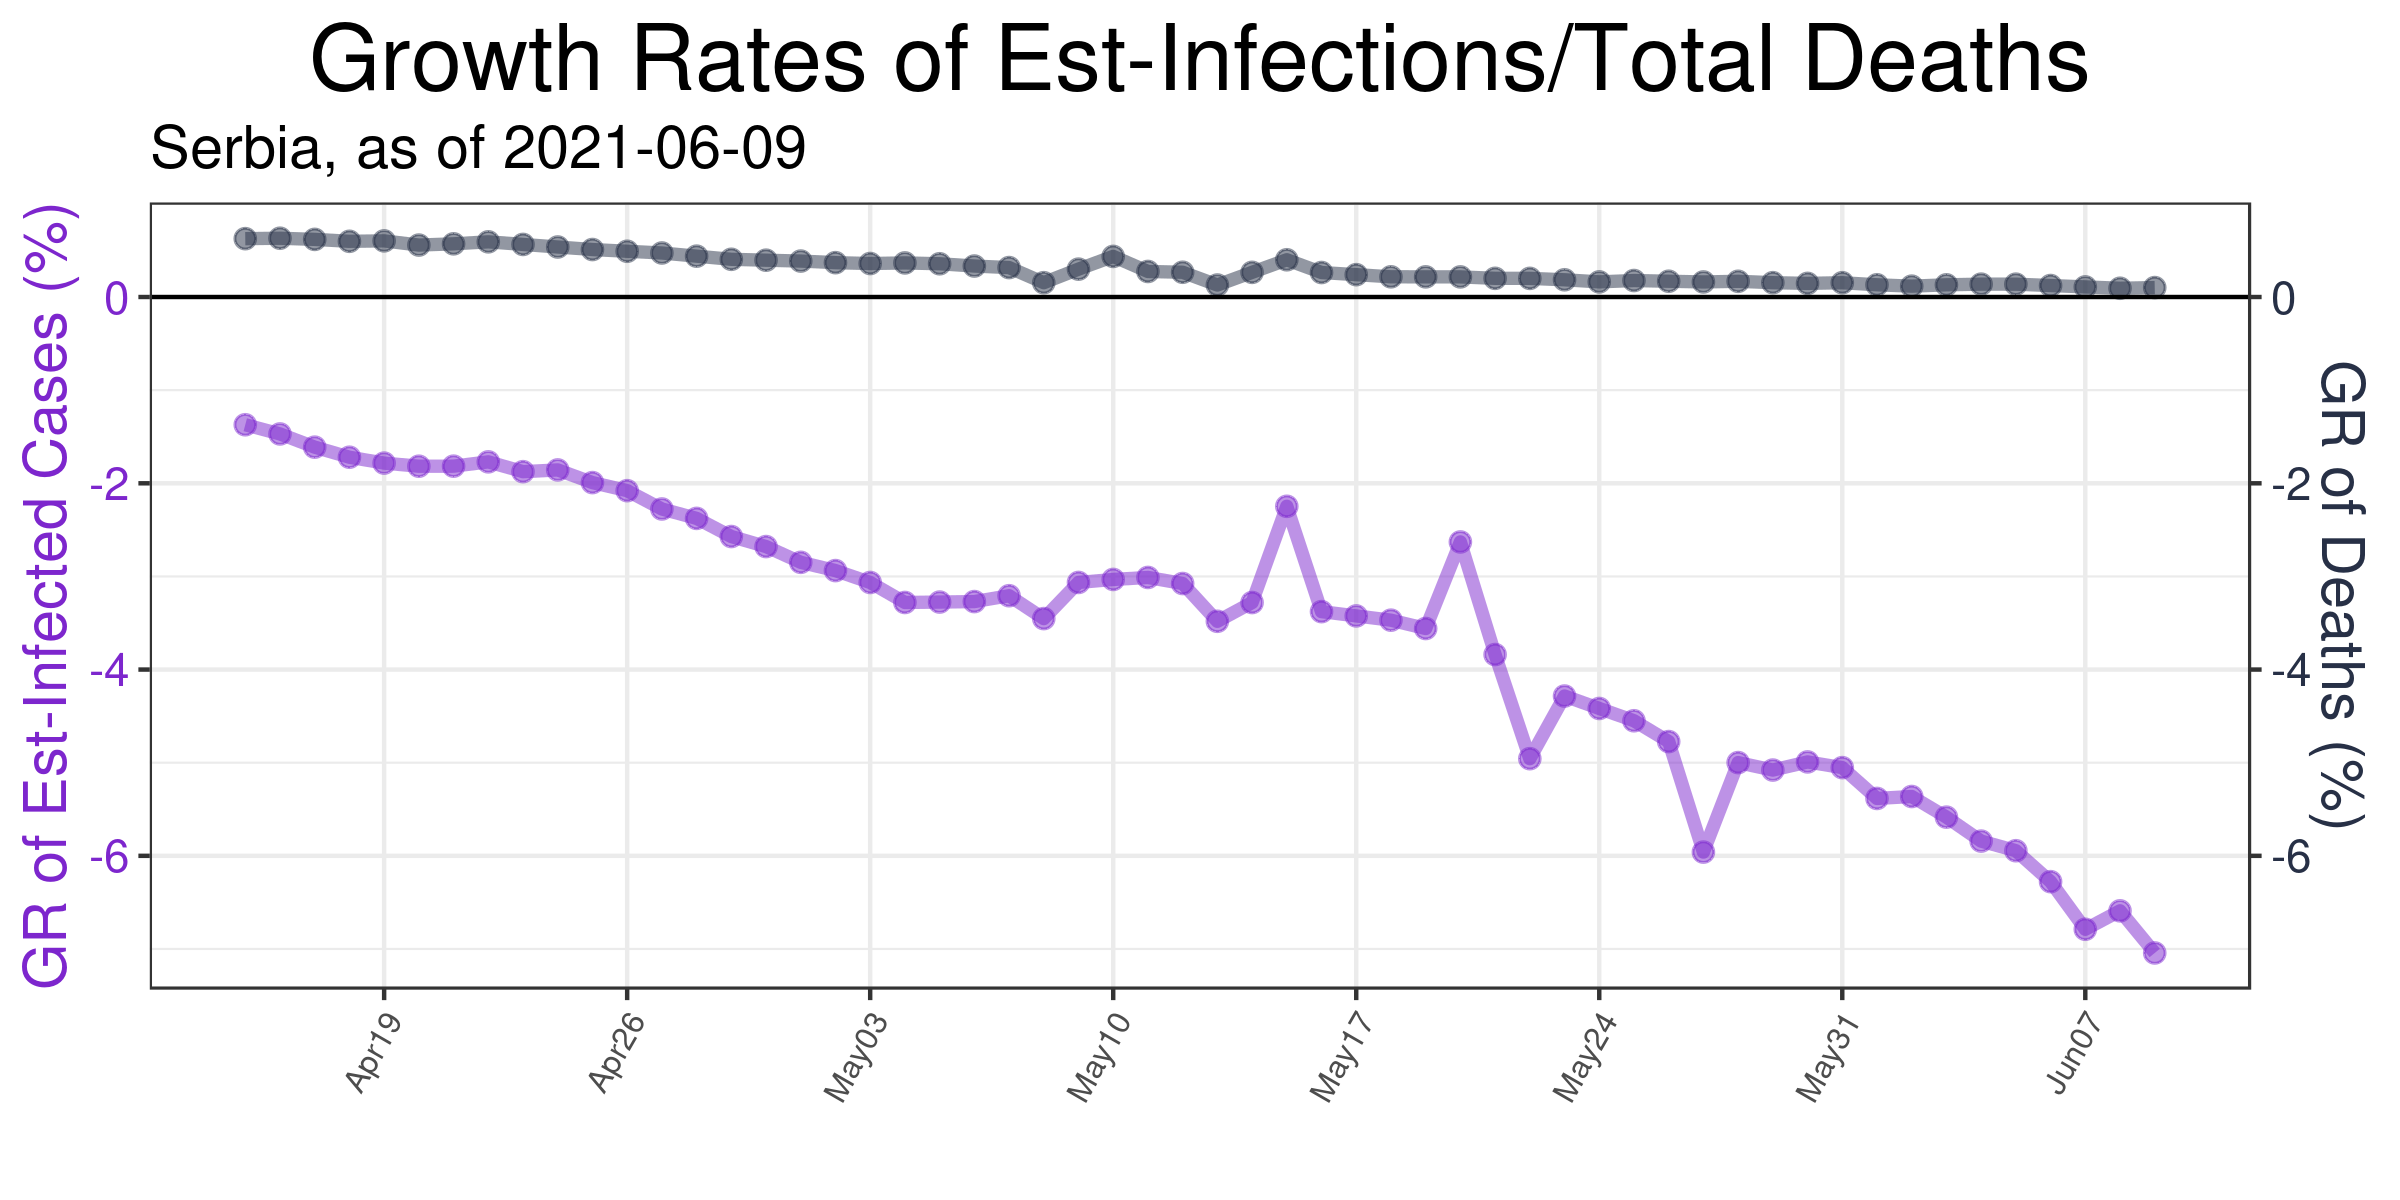 Growth Rates of Est-Infections/Total Deaths
Serbia, as of 2021-06-09
GR of Est-Infected Cases (%)
0
-2
-4
-6
0
-2
-4
-6
GR of Deaths (%)
Apr19
Apr26
May03
May10
May17
May24
May31
Jun07